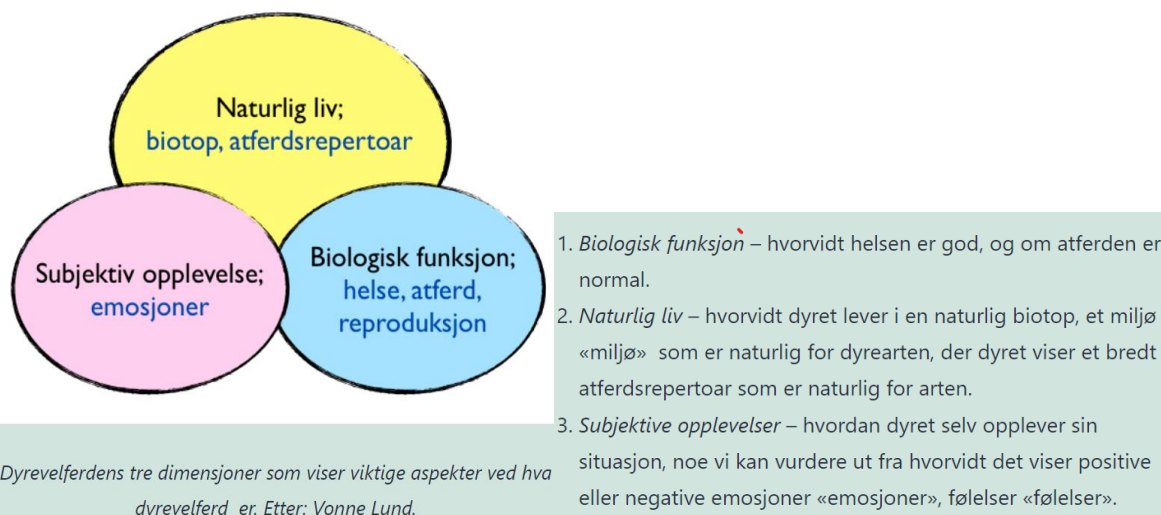 Naturlig liv;
biotop, atferdsrepertoar
Subjektiv opplevelse;
emosjoner
Biologisk funksjon;
helse, atferd,
reproduksjon
Dyrevelferdens tre dimensjoner som viser viktige aspekter ved hva
dyrevelferd er. Etter: Vonne Lund.
1. Biologisk funksjon – hvorvidt helsen er god, og om atferden er
normal.
2. Naturlig liv – hvorvidt dyret lever i en naturlig biotop, et miljø
«miljø» som er naturlig for dyrearten, der dyret viser et bredt
atferdsrepertoar som er naturlig for arten.
3. Subjektive opplevelser – hvordan dyret selv opplever sin
situasjon, noe vi kan vurdere ut fra hvorvidt det viser positive
eller negative emosjoner «emosjoner», følelser «følelser».